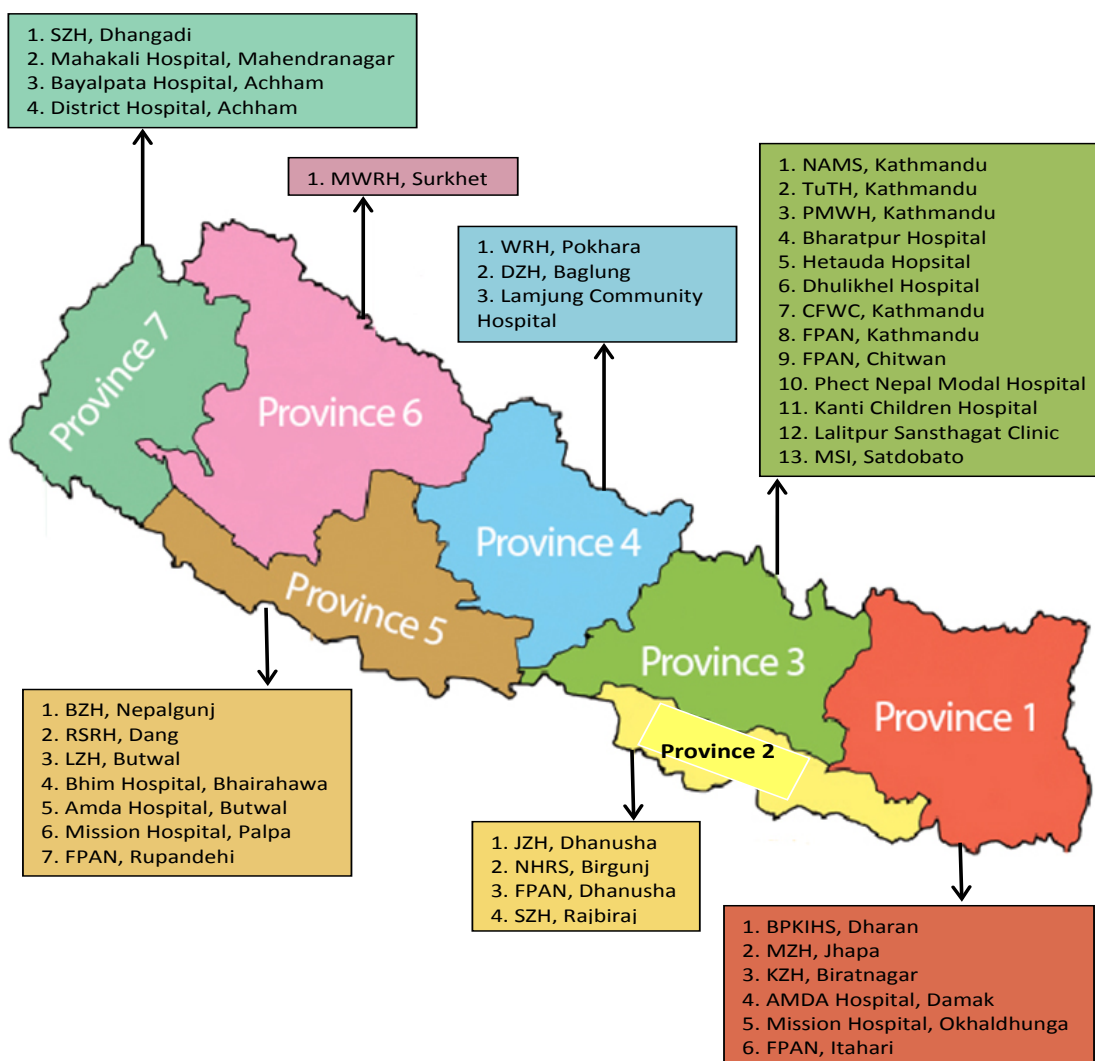 1. SZH, Dhangadi
2. Mahakali Hospital, Mahendranagar
3. Bayalpata Hospital, Achham
4. District Hospital, Achham
1. MWRH, Surkhet
1. WRH, Pokhara
2. DZH, Baglung
3. Lamjung Community
Hospital
1. NAMS, Kathmandu
2. TuTH, Kathmandu
3. PMWH, Kathmandu
4. Bharatpur Hospital
5. Hetauda Hopsital
6. Dhulikhel Hospital
7. CFWC, Kathmandu
8. FPAN, Kathmandu
9. FPAN, Chitwan
10. Phect Nepal Modal Hospital
11. Kanti Children Hospital
12. Lalitpur Sansthagat Clinic
13. MSI, Satdobato
Province 7
Province 6
Province 4
Province 5
Province 3
Province 1
Province 2
1. BZH, Nepalgunj
2. RSRH, Dang
3. LZH, Butwal
4. Bhim Hospital, Bhairahawa
5. Amda Hospital, Butwal
6. Mission Hospital, Palpa
7. FPAN, Rupandehi
1. JZH, Dhanusha
2. NHRS, Birgunj
3. FPAN, Dhanusha
4. SZH, Rajbiraj
1. BPKIHS, Dharan
2. MZH, Jhapa
3. KZH, Biratnagar
4. AMDA Hospital, Damak
5. Mission Hospital, Okhaldhunga
6. FPAN, Itahari